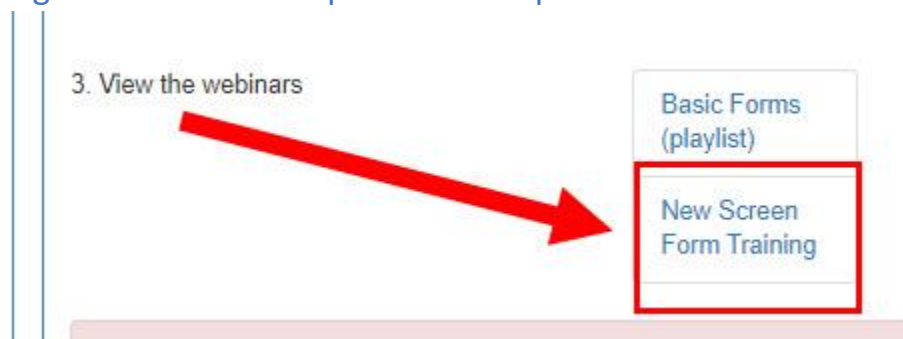 3. View the webinars
Basic Forms
(playlist)
New Screen
Form Training